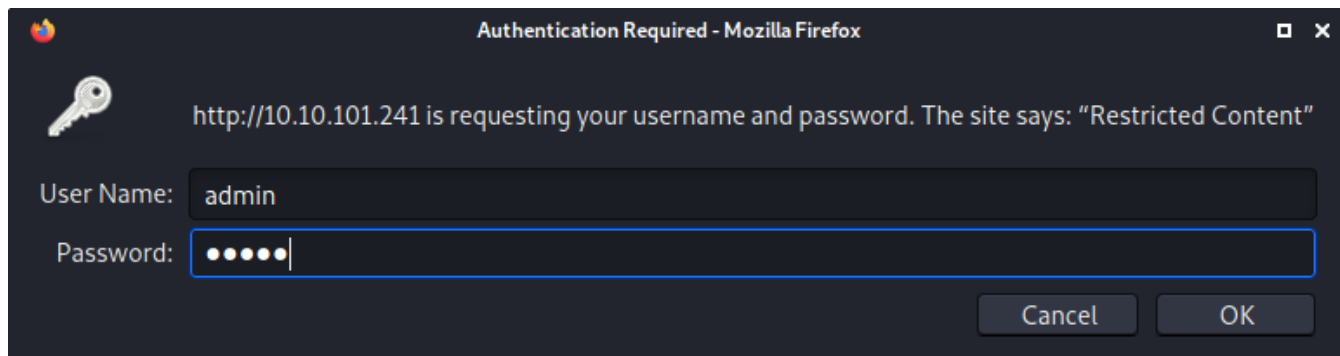 Authentication Required - Mozilla Firefox
http://10.10.101.241 is requesting your username and password. The site says: “Restricted Content”
User Name: admin
Password: •••••
Cancel OK